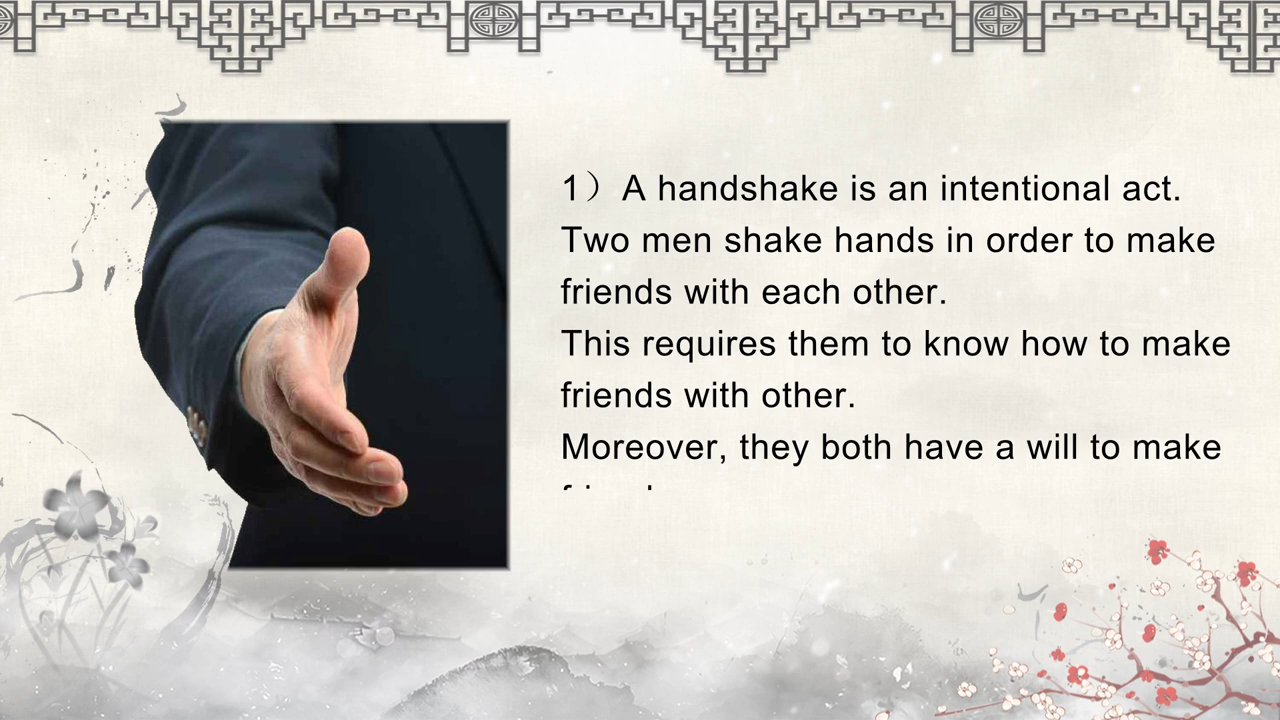 1）A handshake is an intentional act.
Two men shake hands in order to make
friends with each other.
This requires them to know how to make
friends with other.
Moreover, they both have a will to make